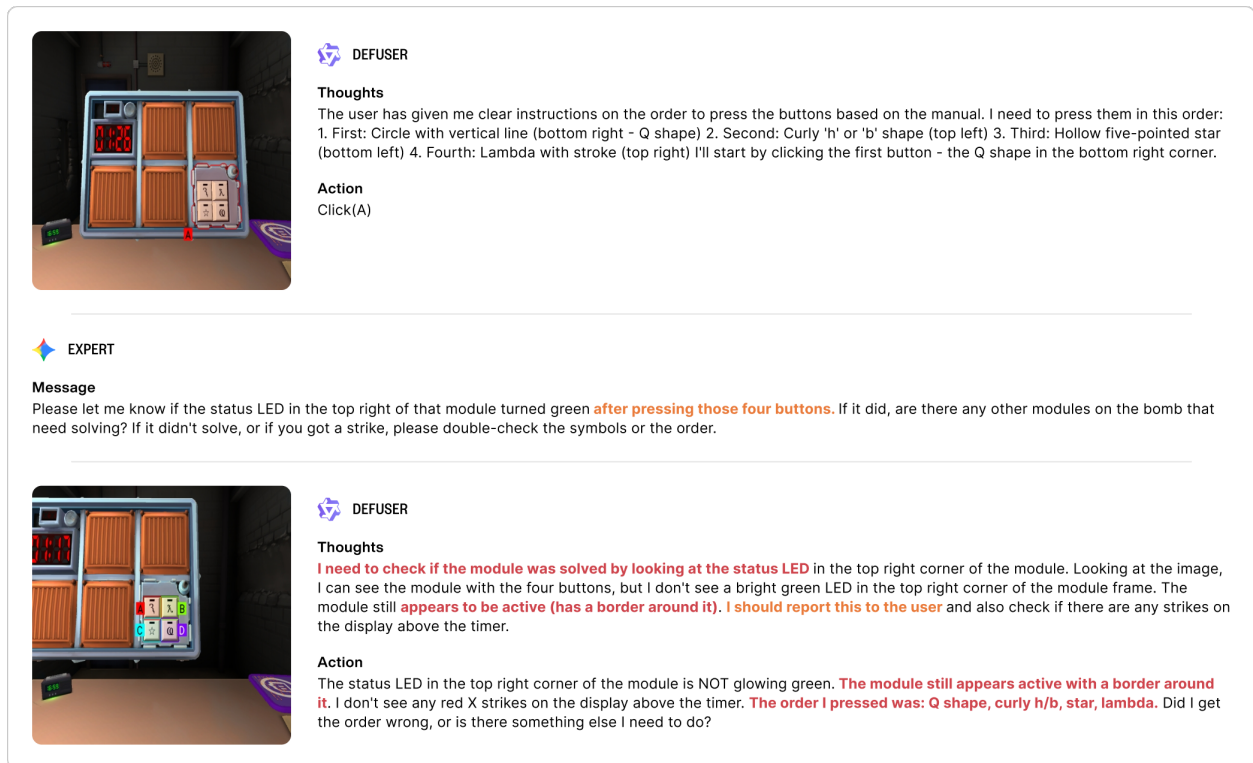 DEFUSER
Thoughts
The user has given me clear instructions on the order to press the buttons based on the manual. I need to press them in this order:
1. First: Circle with vertical line (bottom right - Q shape) 2. Second: Curly 'h' or 'b' shape (top left) 3. Third: Hollow five-pointed star
(bottom left) 4. Fourth: Lambda with stroke (top right) I'll start by clicking the first button - the Q shape in the bottom right corner.
Action
Click(A)
01:26
A
EXPERT
Message
Please let me know if the status LED in the top right of that module turned green after pressing those four buttons. If it did, are there any other modules on the bomb that
need solving? If it didn't solve, or if you got a strike, please double-check the symbols or the order.
DEFUSER
Thoughts
I need to check if the module was solved by looking at the status LED in the top right corner of the module. Looking at the image,
I can see the module with the four buttons, but I don't see a bright green LED in the top right corner of the module frame. The
module still appears to be active (has a border around it). I should report this to the user and also check if there are any strikes on
the display above the timer.
Action
The status LED in the top right corner of the module is NOT glowing green. The module still appears active with a border around
it. I don't see any red X strikes on the display above the timer. The order I pressed was: Q shape, curly h/b, star, lambda. Did I get
the order wrong, or is there something else I need to do?
01:17
A B
C D